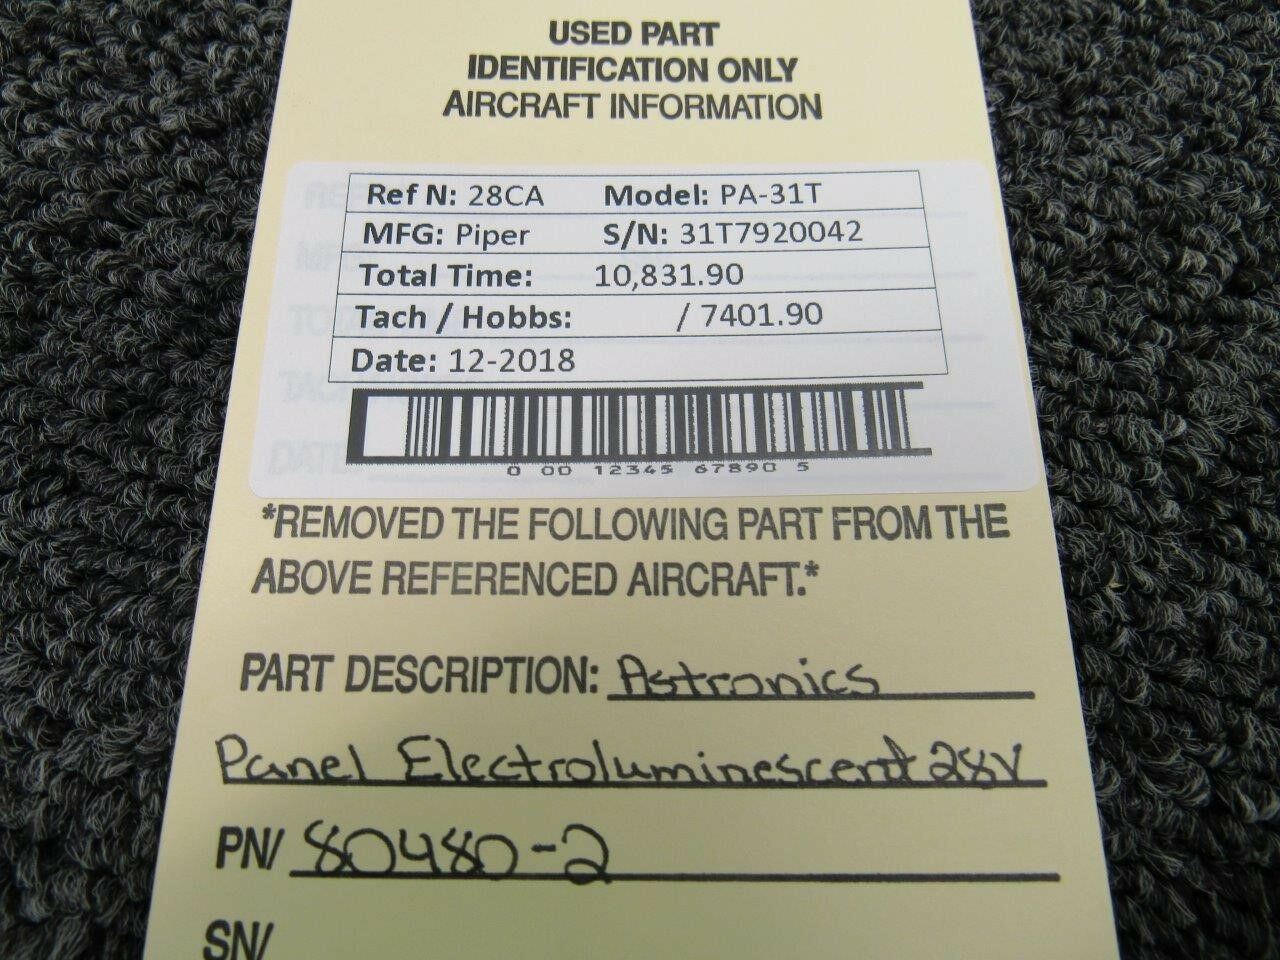 USED PART
IDENTIFICATION ONLY
AIRCRAFT INFORMATION
Ref N: 28CA Model: PA-31T
MFG: Piper S/N: 31T7920042
Total Time: 10,831.90
Tach / Hobbs: / 7401.90
Date: 12-2018
0 00 12345 67890 5
*REMOVED THE FOLLOWING PART FROM THE
ABOVE REFERENCED AIRCRAFT.*
PART DESCRIPTION: Astronics
Panel Electroluminescent 28V
PN/ 80480-2
SN/